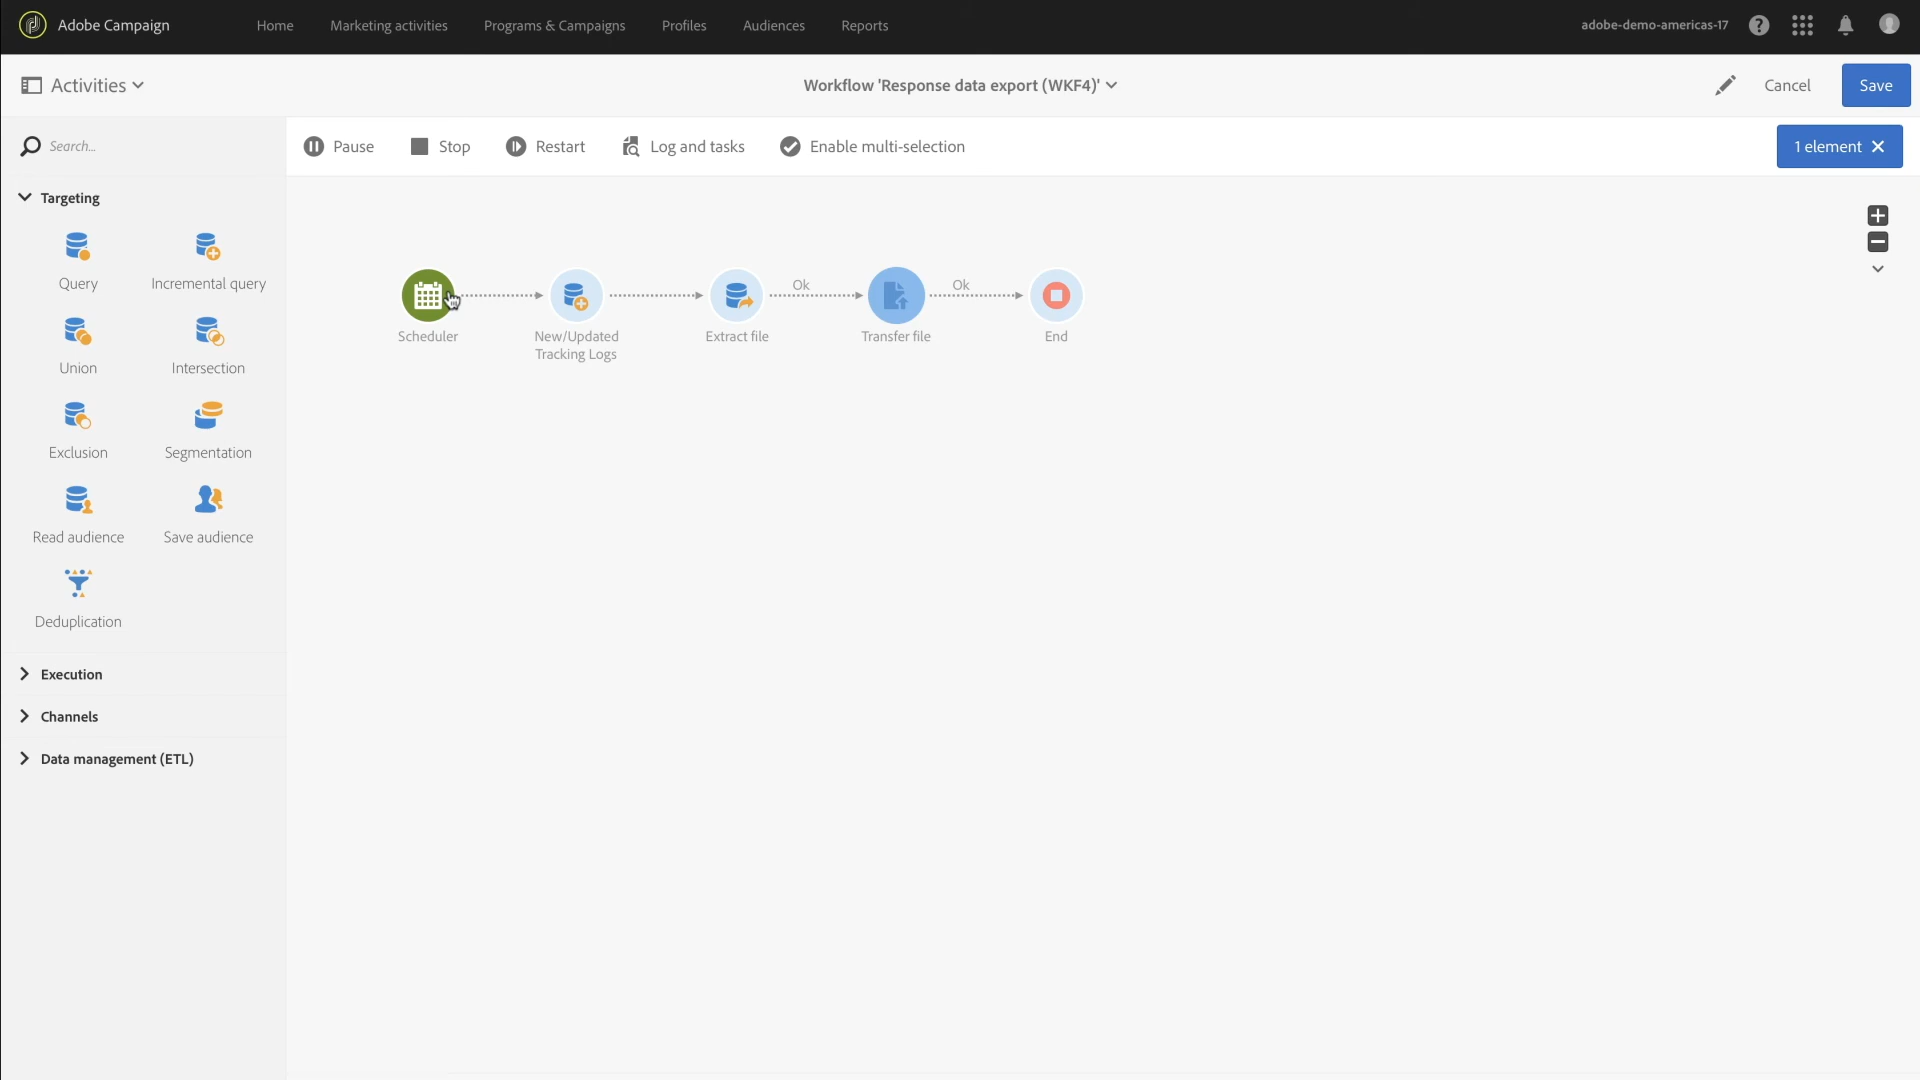 Adobe Campaign
Home
Marketing activities
Programs & Campaigns
Profiles
Audiences
Reports
adobe-demo-americas-17
Activities
Workflow 'Response data export (WKF4)'
Cancel
Save
Search...
Pause
Stop
Restart
Log and tasks
Enable multi-selection
1 element
Targeting
Query
Incremental query
Union
Intersection
Exclusion
Segmentation
Read audience
Save audience
Deduplication
Execution
Channels
Data management (ETL)
Scheduler
New/Updated
Tracking Logs
Extract file
Ok
Transfer file
Ok
End